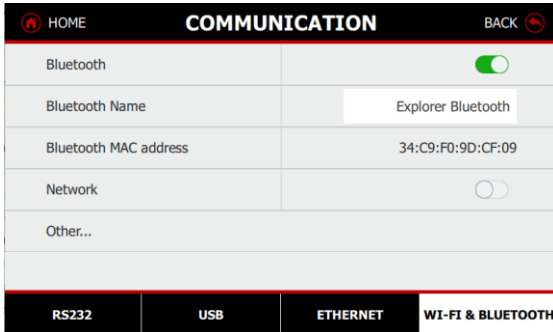 HOME COMMUNICATION BACK
Bluetooth
Bluetooth Name Explorer Bluetooth
Bluetooth MAC address 34:C9:F0:9D:CF:09
Network
Other...
RS232 USB ETHERNET WI-FI & BLUETOOTH